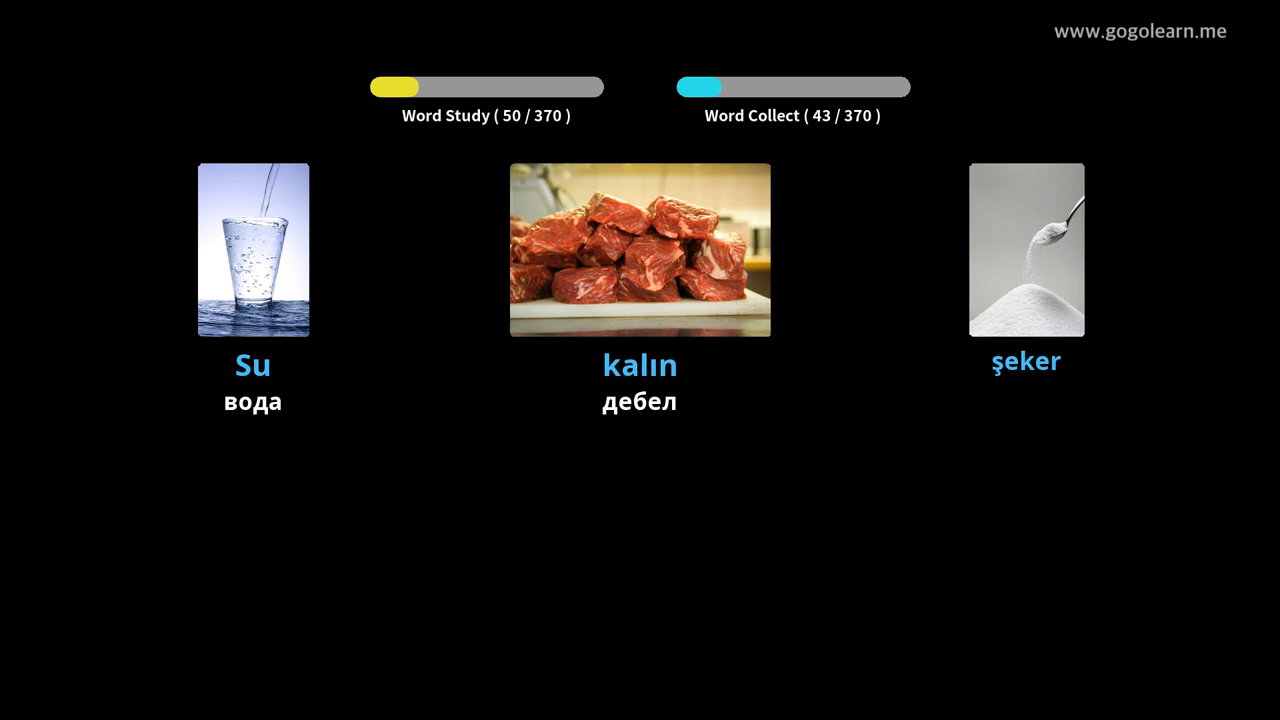 www.gogolearn.me
Word Study ( 50 / 370 )
Word Collect ( 43 / 370 )
Su
вода
kalın
дебел
şeker